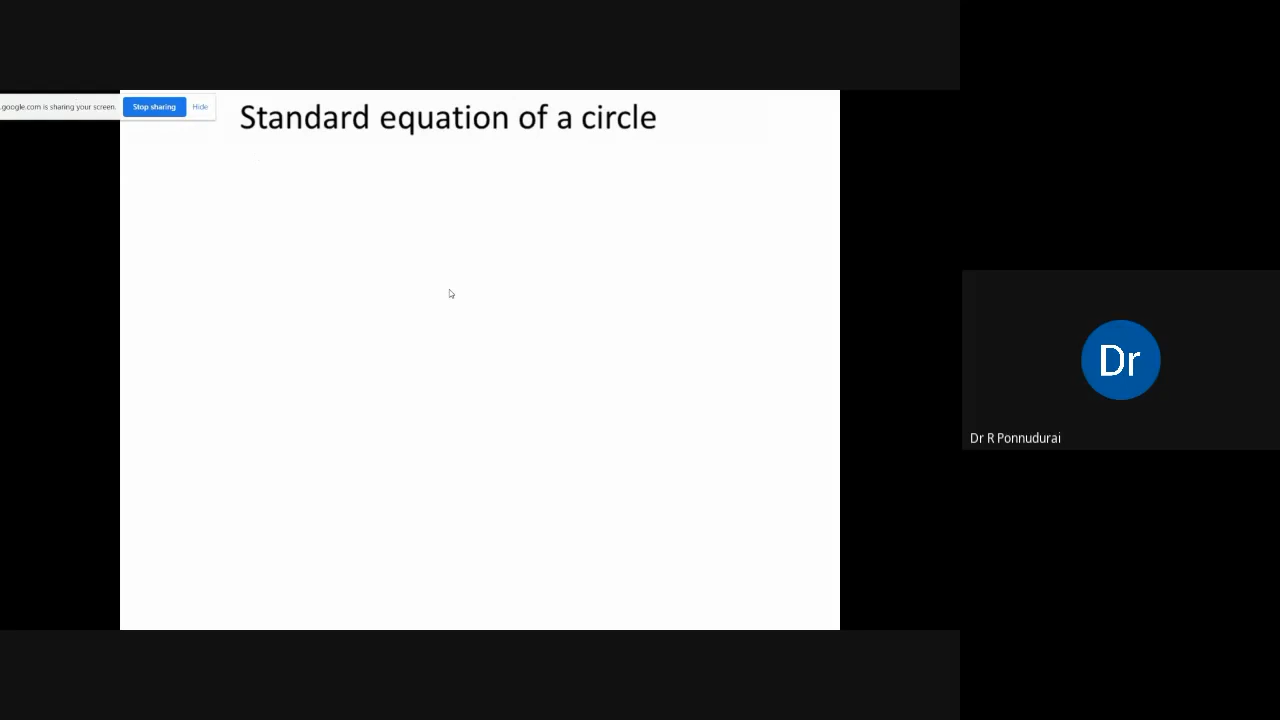 .google.com is sharing your screen.
Stop sharing
Hide
Standard equation of a circle
Dr
Dr R Ponnudurai